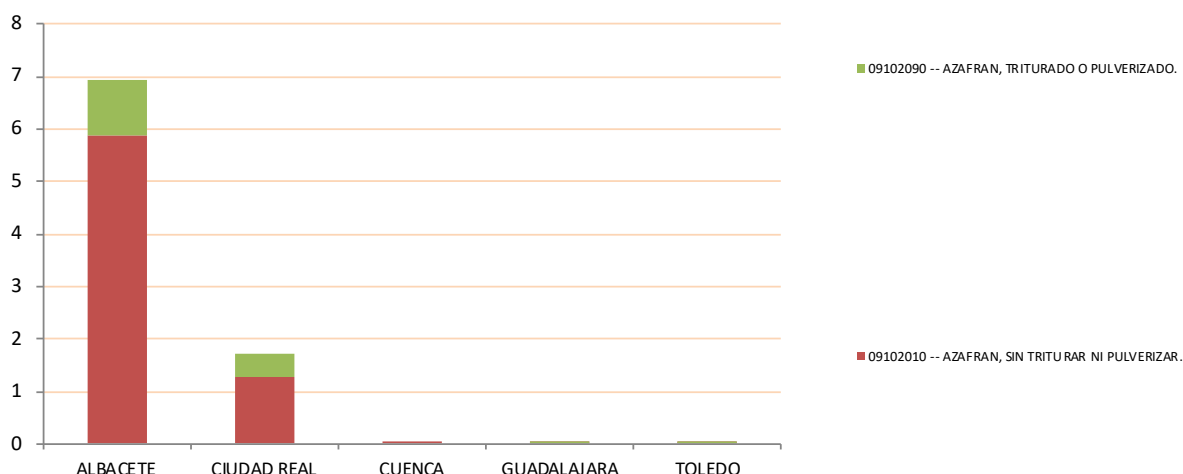 8
7
6
5
4
3
2
1
0
ALBACETE
CIUDAD REAL
CUENCA
GUADALAJARA
TOLEDO
09102090 -- AZAFRAN, TRITURADO O PULVERIZADO.
09102010 -- AZAFRAN, SIN TRITURAR NI PULVERIZAR.